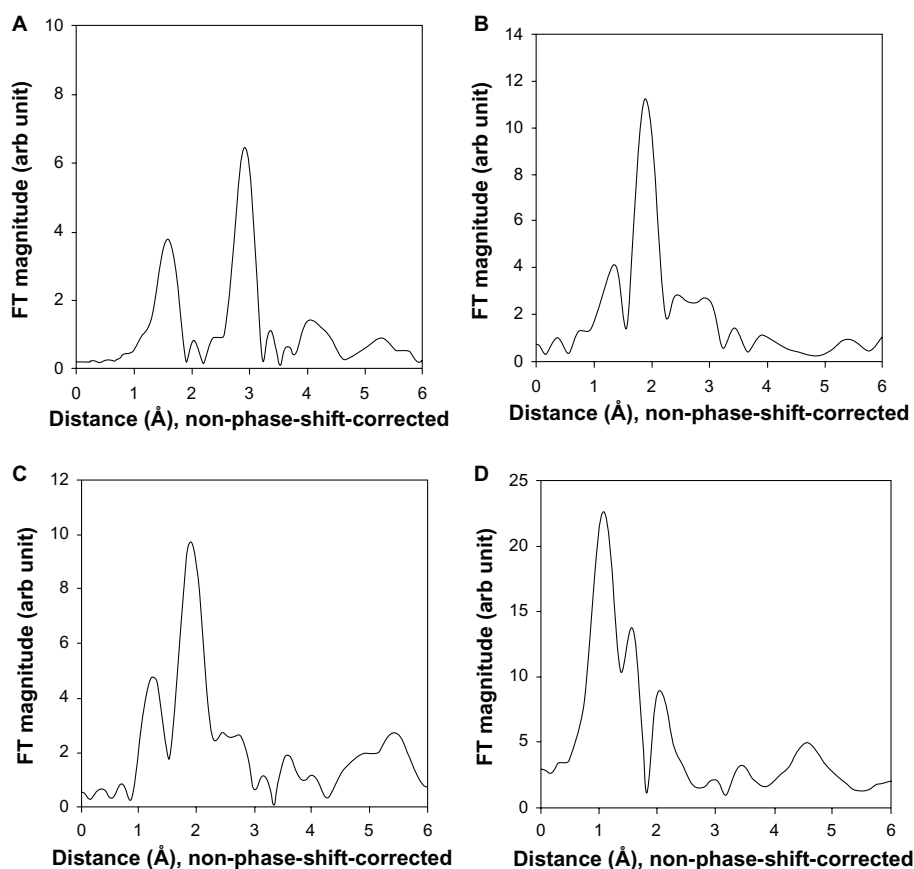 A
FT magnitude (arb unit)
10
8
6
4
2
0
0 1 2 3 4 5 6
Distance (Å), non-phase-shift-corrected
B
FT magnitude (arb unit)
14
12
10
8
6
4
2
0
0 1 2 3 4 5 6
Distance (Å), non-phase-shift-corrected
C
FT magnitude (arb unit)
12
10
8
6
4
2
0
0 1 2 3 4 5 6
Distance (Å), non-phase-shift-corrected
D
FT magnitude (arb unit)
25
20
15
10
5
0
0 1 2 3 4 5 6
Distance (Å), non-phase-shift-corrected